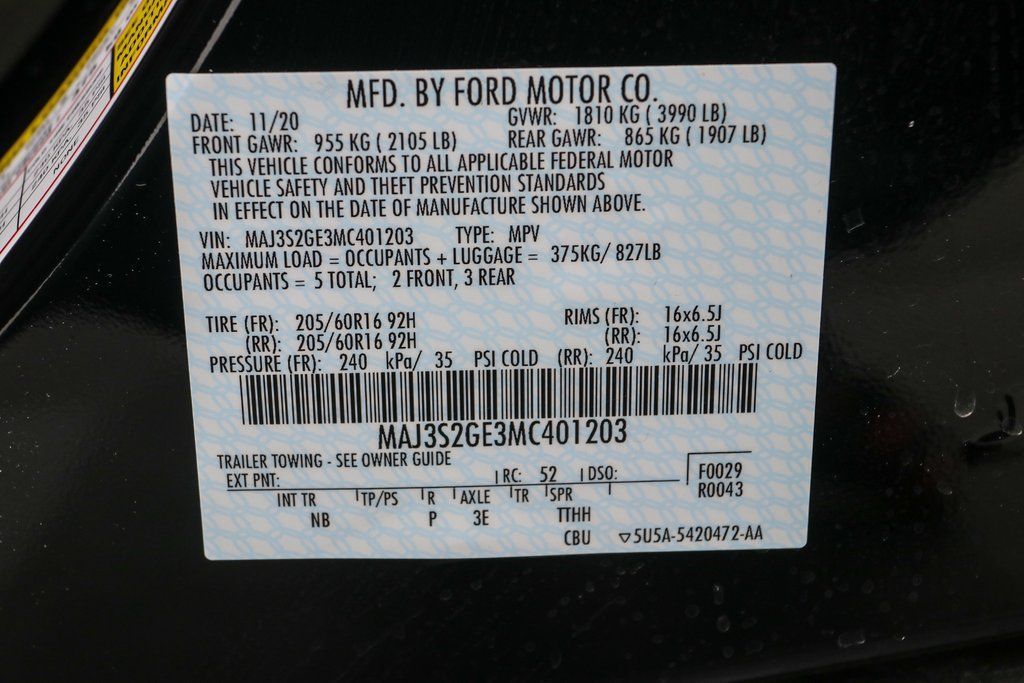 MFD. BY FORD MOTOR CO.
DATE: 11/20 GVWR: 1810 KG ( 3990 LB)
FRONT GAWR: 955 KG ( 2105 LB) REAR GAWR: 865 KG ( 1907 LB)
THIS VEHICLE CONFORMS TO ALL APPLICABLE FEDERAL MOTOR
VEHICLE SAFETY AND THEFT PREVENTION STANDARDS
IN EFFECT ON THE DATE OF MANUFACTURE SHOWN ABOVE.
VIN: MAJ3S2GE3MC401203 TYPE: MPV
MAXIMUM LOAD = OCCUPANTS + LUGGAGE = 375KG/ 827LB
OCCUPANTS = 5 TOTAL; 2 FRONT, 3 REAR
TIRE (FR): 205/60R16 92H RIMS (FR): 16x6.5J
(RR): 205/60R16 92H (RR): 16x6.5J
PRESSURE (FR): 240 kPa/ 35 PSI COLD (RR): 240 kPa/ 35 PSI COLD
MAJ3S2GE3MC401203
TRAILER TOWING - SEE OWNER GUIDE
EXT PNT: RC: 52 DSO: F0029
R0043
INT TR TP/PS R AXLE TR SPR
NB P 3E TTHH
CBU ▽5U5A-5420472-AA